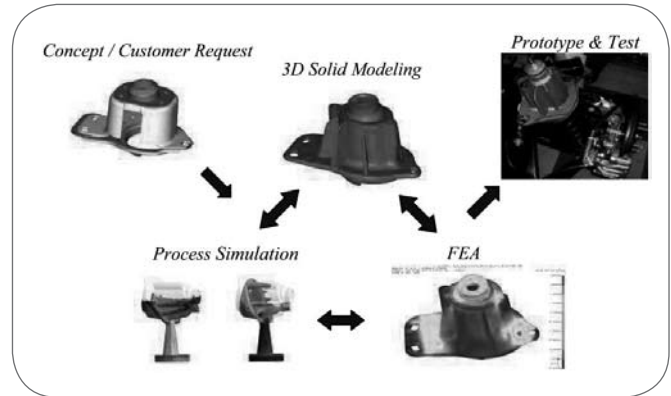 Concept / Customer Request
3D Solid Modeling
Prototype & Test
Process Simulation
FEA